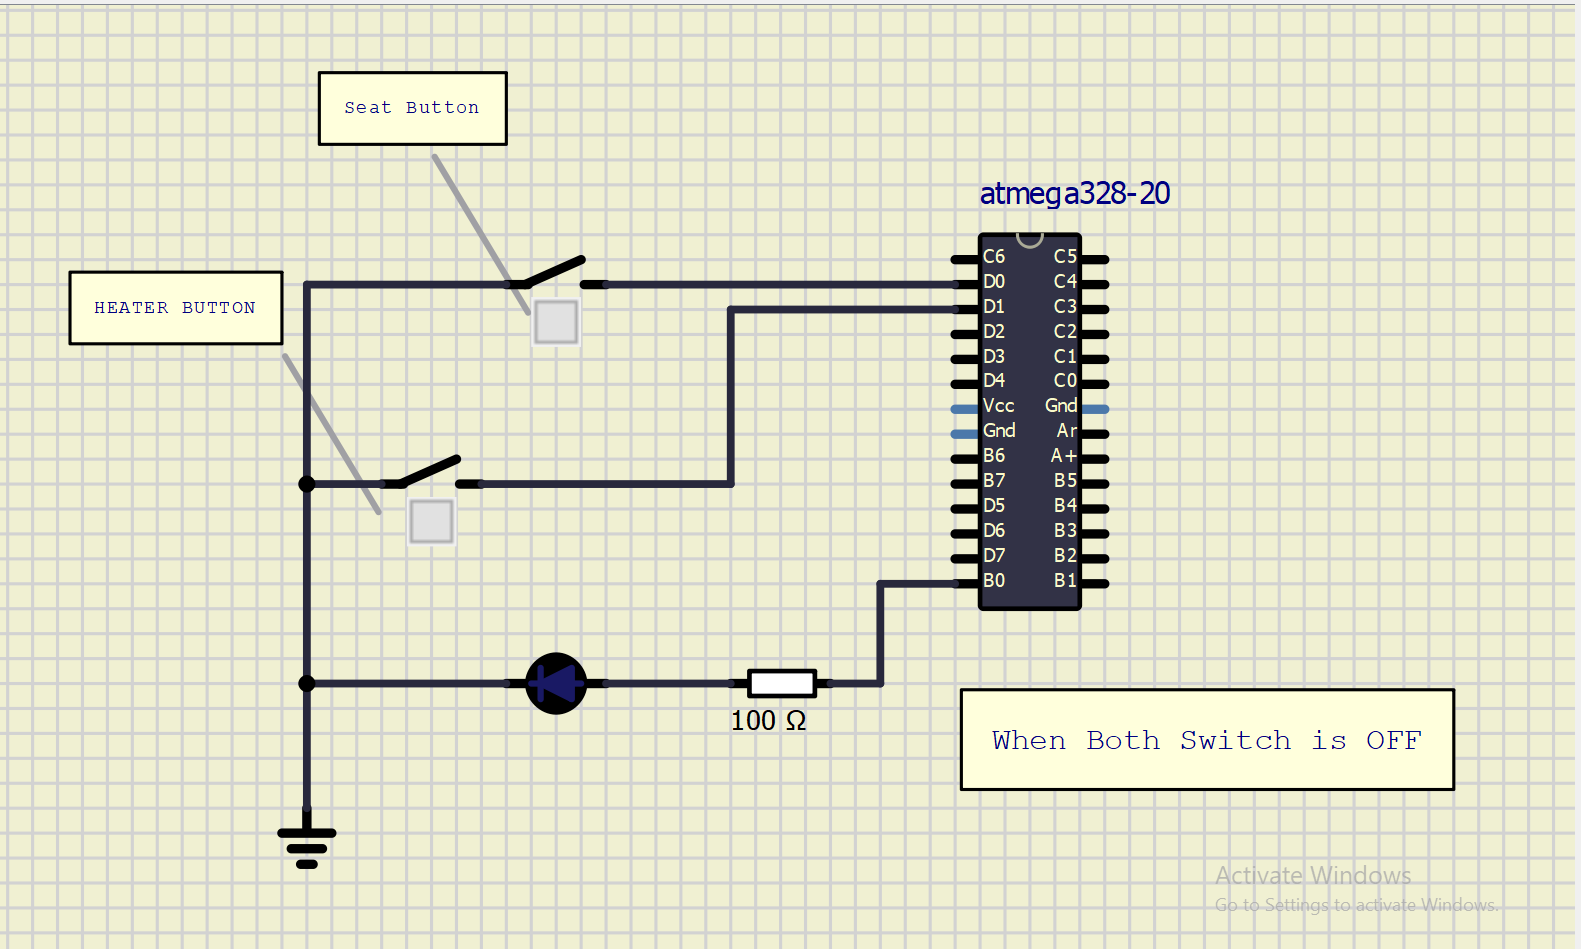 Seat Button
atmega328-20
HEATER BUTTON
C6 C5
D0 C4
D1 C3
D2 C2
D3 C1
D4 C0
Vcc Gnd
Gnd Ar
B6 A+
B7 B5
D5 B4
D6 B3
D7 B2
B0 B1
100 Ω
When Both Switch is OFF
Activate Windows
Go to Settings to activate Windows.